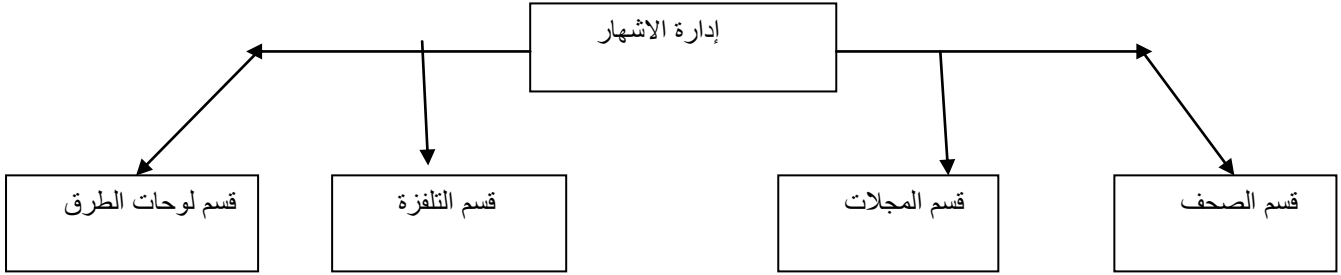 إدارة الاشهار
قسم الصحف
قسم المجلات
قسم التلفزة
قسم لوحات الطرق